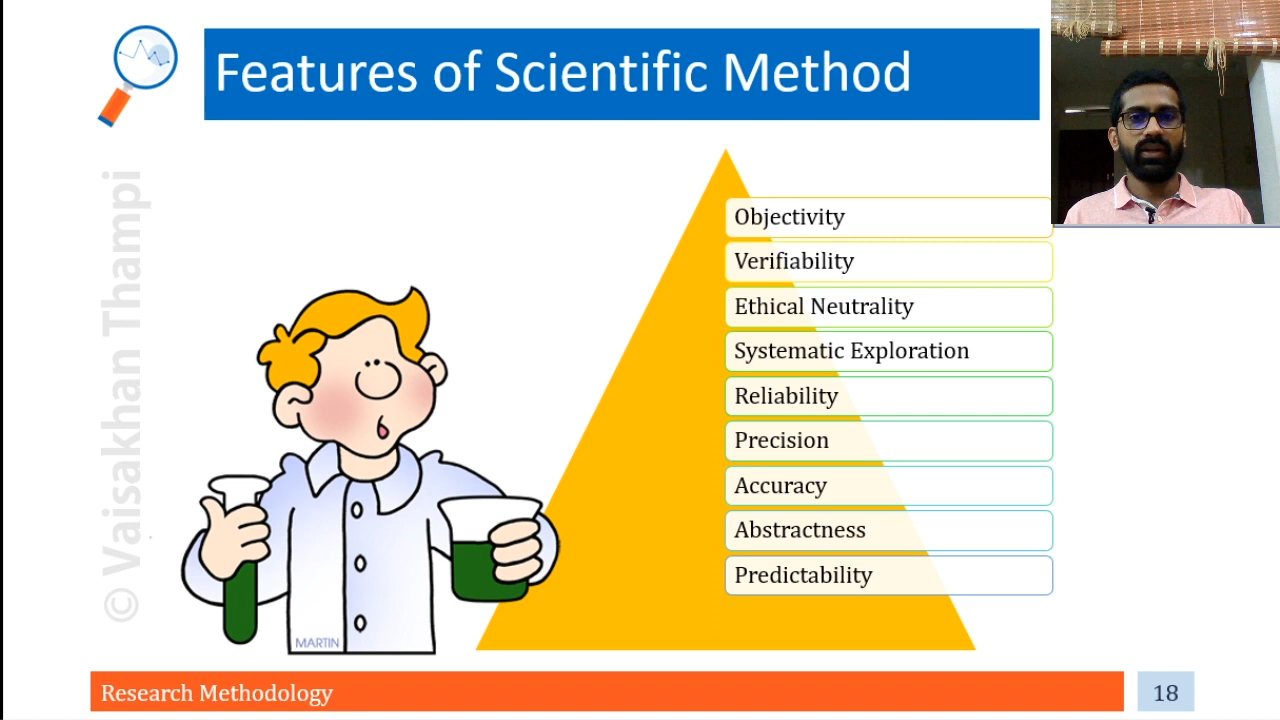 Features of Scientific Method
Objectivity
Verifiability
Ethical Neutrality
Systematic Exploration
Reliability
Precision
Accuracy
Abstractness
Predictability
© Vaisakhan Thampi
MARTIN
Research Methodology
18